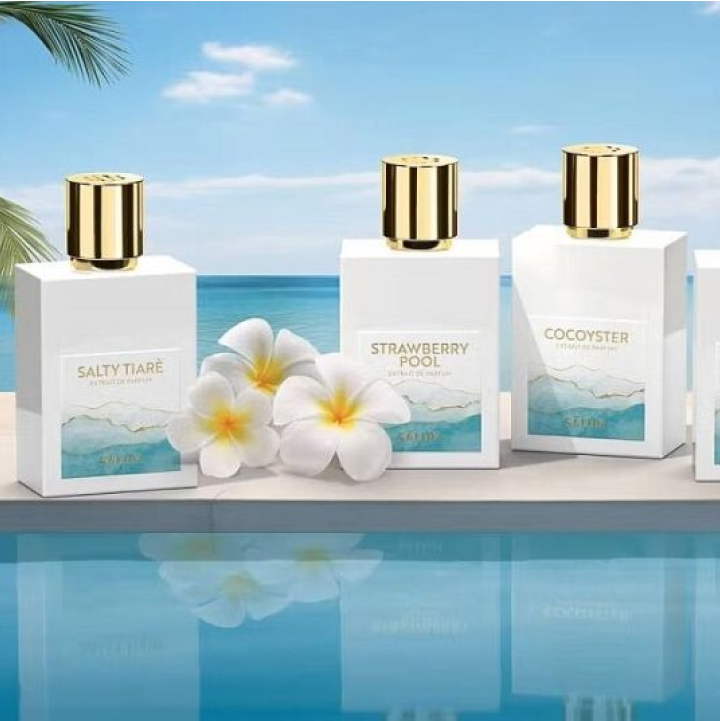 SALTY TIARÈ
EXTRAIT DE PARFUM
STRAWBERRY
POOL
EXTRAIT DE PARFUM
COCOYSTER
EXTRAIT DE PARFUM